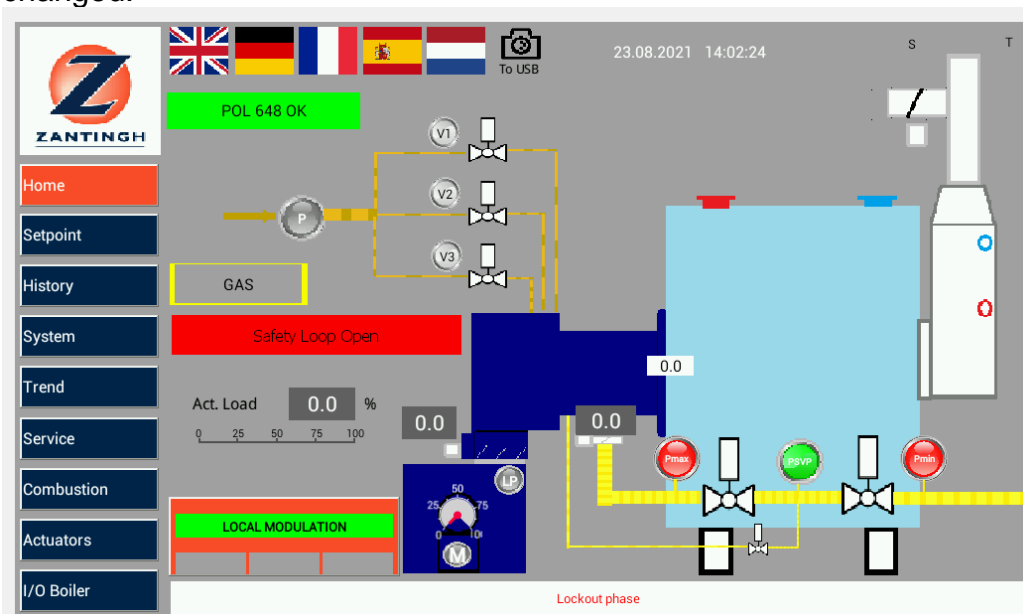 To USB
23.08.2021 14:02:24
S
T
ZANTINGH
POL 648 OK
V1
V2
V3
P
Home
Setpoint
History
System
Trend
Service
Combustion
Actuators
I/O Boiler
GAS
Safety Loop Open
0.0
Act. Load 0.0 %
0 25 50 75 100
0.0
0.0
Pmax
PSVP
Pmin
LP
50
25
75
0
M
LOCAL MODULATION
Lockout phase